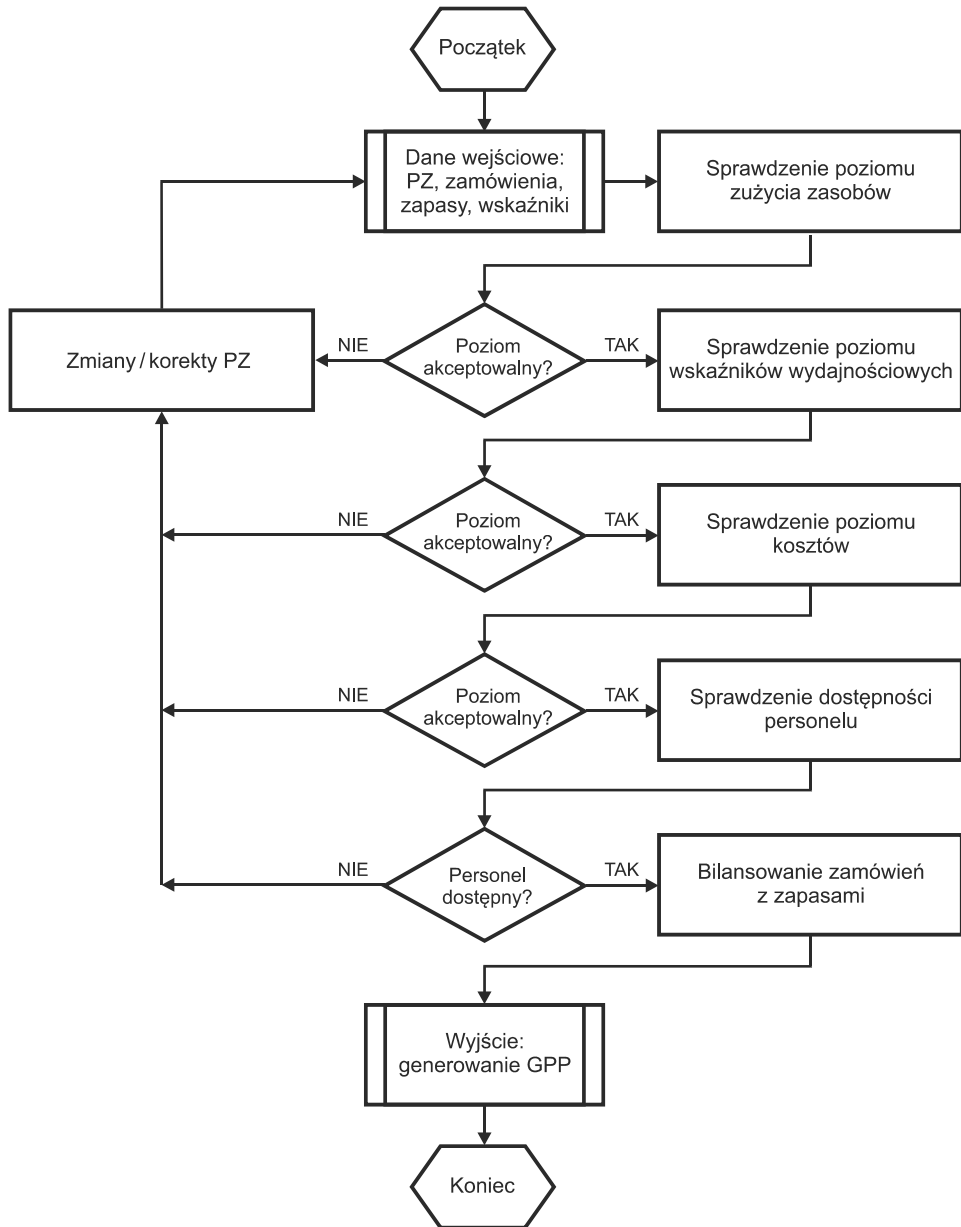 Początek
Dane wejściowe:
PZ, zamówienia,
zapasy, wskaźniki
Sprawdzenie poziomu
zużycia zasobów
Zmiany / korekty PZ
NIE
Poziom
akceptowalny?
TAK
Sprawdzenie poziomu
wskaźników wydajnościowych
NIE
Poziom
akceptowalny?
TAK
Sprawdzenie poziomu
kosztów
NIE
Poziom
akceptowalny?
TAK
Sprawdzenie dostępności
personelu
NIE
Personel
dostępny?
TAK
Bilansowanie zamówień
z zapasami
Wyjście:
generowanie GPP
Koniec